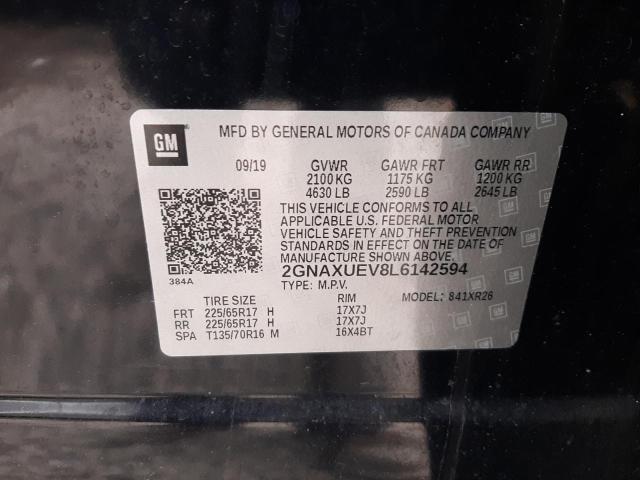 GM
MFD BY GENERAL MOTORS OF CANADA COMPANY
09/19 GVWR GAWR FRT GAWR RR
2100 KG 1175 KG 1200 KG
4630 LB 2590 LB 2645 LB
THIS VEHICLE CONFORMS TO ALL
APPLICABLE U.S. FEDERAL MOTOR
VEHICLE SAFETY AND THEFT PREVENTION
STANDARDS IN EFFECT ON THE DATE OF
MANUFACTURE SHOWN ABOVE.
384A 2GNAXUEV8L6142594
TYPE: M.P.V. MODEL: 841XR26
TIRE SIZE RIM
FRT 225/65R17 H 17X7J
RR 225/65R17 H 17X7J
SPA T135/70R16 M 16X4BT